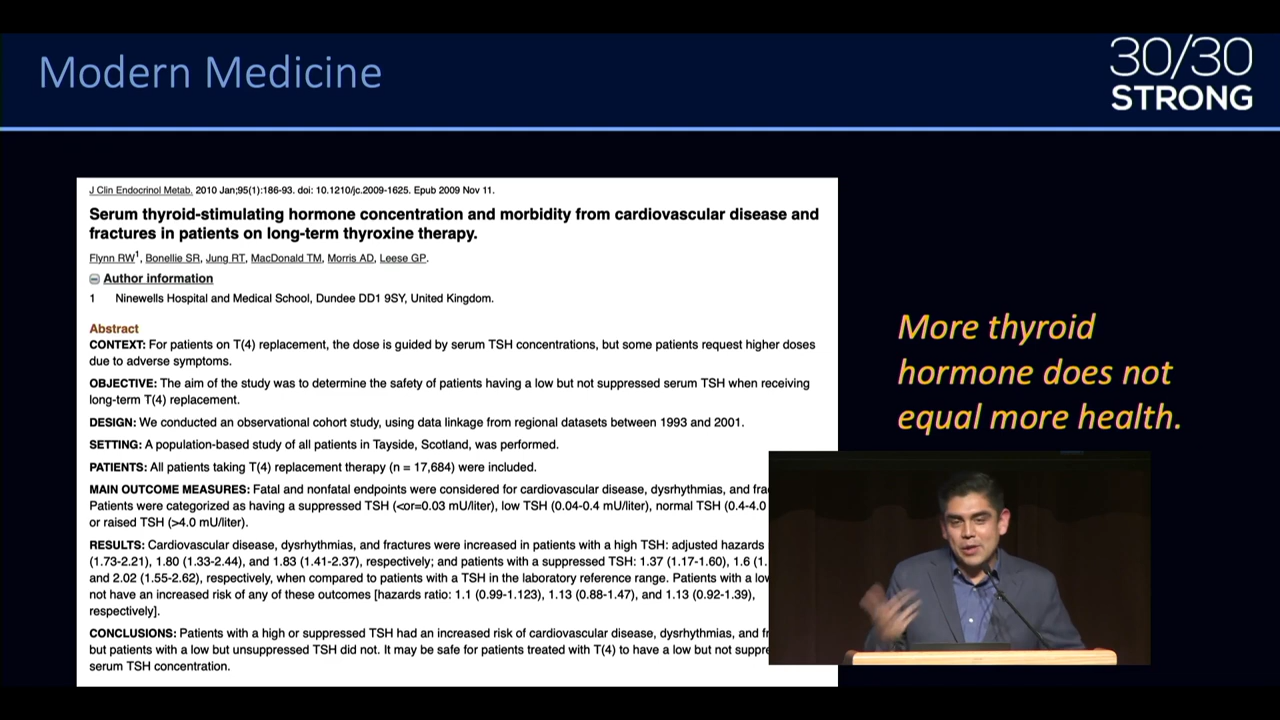 Modern Medicine
30/30
STRONG
J Clin Endocrinol Metab. 2010 Jan;95(1):186-93. doi: 10.1210/jc.2009-1625. Epub 2009 Nov 11.
Serum thyroid-stimulating hormone concentration and morbidity from cardiovascular disease and
fractures in patients on long-term thyroxine therapy.
Flynn RW1, Bonellie SR, Jung RT, MacDonald TM, Morris AD, Leese GP.
Author information
1 Ninewells Hospital and Medical School, Dundee DD1 9SY, United Kingdom.
Abstract
CONTEXT: For patients on T(4) replacement, the dose is guided by serum TSH concentrations, but some patients request higher doses
due to adverse symptoms.
OBJECTIVE: The aim of the study was to determine the safety of patients having a low but not suppressed serum TSH when receiving
long-term T(4) replacement.
DESIGN: We conducted an observational cohort study, using data linkage from regional datasets between 1993 and 2001.
SETTING: A population-based study of all patients in Tayside, Scotland, was performed.
PATIENTS: All patients taking T(4) replacement therapy (n = 17,684) were included.
MAIN OUTCOME MEASURES: Fatal and nonfatal endpoints were considered for cardiovascular disease, dysrhythmias, and
Patients were categorized as having a suppressed TSH (<or=0.03 mU/liter), low TSH (0.04-0.4 mU/liter), normal TSH (0.4-4.0
or raised TSH (>4.0 mU/liter).
RESULTS: Cardiovascular disease, dysrhythmias, and fractures were increased in patients with a high TSH: adjusted hazards
(1.73-2.21), 1.80 (1.33-2.44), and 1.83 (1.41-2.37), respectively; and patients with a suppressed TSH: 1.37 (1.17-1.60), 1.6 (1.
and 2.02 (1.55-2.62), respectively, when compared to patients with a TSH in the laboratory reference range. Patients with a
not have an increased risk of any of these outcomes [hazards ratio: 1.1 (0.99-1.123), 1.13 (0.88-1.47), and 1.13 (0.92-1.39),
respectively].
CONCLUSIONS: Patients with a high or suppressed TSH had an increased risk of cardiovascular disease, dysrhythmias, and
but patients with a low but unsuppressed TSH did not. It may be safe for patients treated with T(4) to have a low but not
serum TSH concentration.
More thyroid
hormone does not
equal more health.